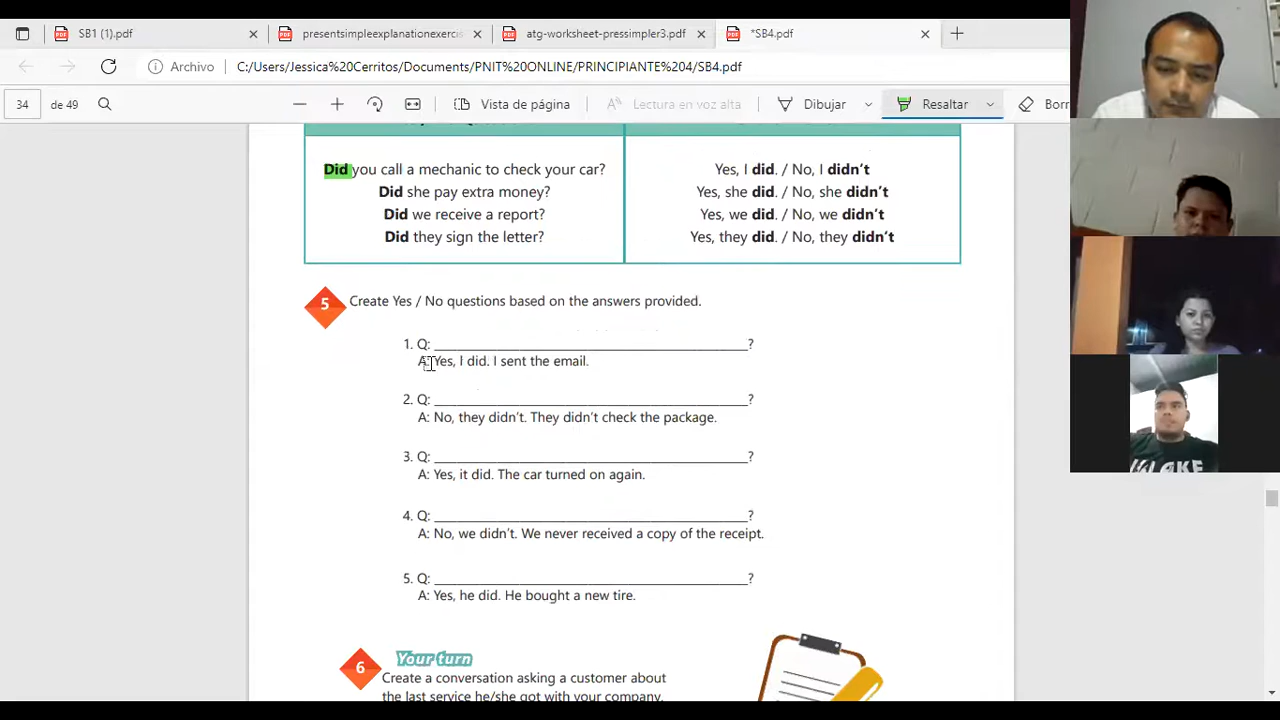 SB1 (1).pdf
presentsimpleexplanationexerci
atg-worksheet-pressimpler3.pdf
*SB4.pdf
Archivo
C:/Users/Jessica%20Cerritos/Documents/PNIT%20ONLINE/PRINCIPIANTE%204/SB4.pdf
34
de 49
Vista de página
Lectura en voz alta
Dibujar
Resaltar
Borr
Did you call a mechanic to check your car?
Did she pay extra money?
Did we receive a report?
Did they sign the letter?
Yes, I did. / No, I didn't
Yes, she did. / No, she didn't
Yes, we did. / No, we didn't
Yes, they did. / No, they didn't
5
Create Yes / No questions based on the answers provided.
1. Q: ________________________________________?
A: Yes, I did. I sent the email.
2. Q: ________________________________________?
A: No, they didn't. They didn't check the package.
3. Q: ________________________________________?
A: Yes, it did. The car turned on again.
4. Q: ________________________________________?
A: No, we didn't. We never received a copy of the receipt.
5. Q: ________________________________________?
A: Yes, he did. He bought a new tire.
6
Your turn
Create a conversation asking a customer about
the last service he/she got with your company.